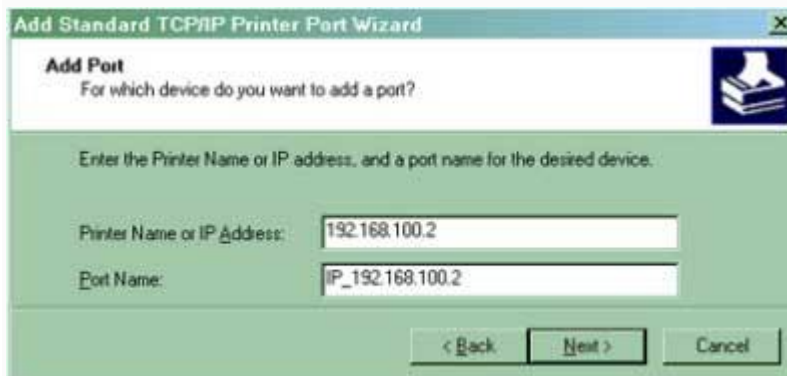 Add Standard TCP/IP Printer Port Wizard
Add Port
For which device do you want to add a port?
Enter the Printer Name or IP address, and a port name for the desired device.
Printer Name or IP Address: 192.168.100.2
Port Name: IP_192.168.100.2
< Back Next > Cancel